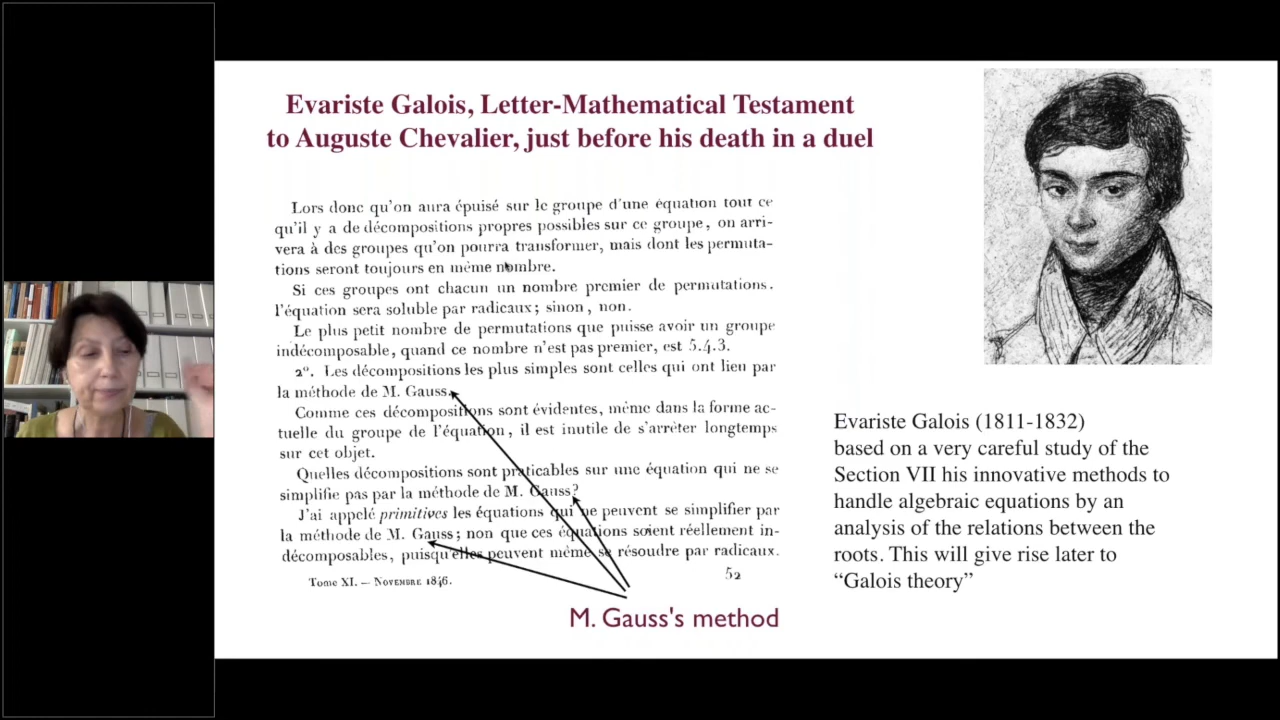 Evariste Galois, Letter-Mathematical Testament
to Auguste Chevalier, just before his death in a duel
Lors donc qu'on aura épuisé sur le groupe d'une équation tout ce
qu'il y a de décompositions propres possibles sur ce groupe, on arri-
vera à des groupes qu'on pourra transformer, mais dont les permuta-
tions seront toujours en même nombre.
Si ces groupes ont chacun un nombre premier de permutations,
l'équation sera soluble par radicaux; sinon, non.
Le plus petit nombre de permutations que puisse avoir un groupe
indécomposable, quand ce nombre n'est pas premier, est 5.4.3.
2°. Les décompositions les plus simples sont celles qui ont lieu par
la méthode de M. Gauss.
Comme ces décompositions sont évidentes, même dans la forme ac-
tuelle du groupe de l'équation, il est inutile de s'arrêter longtemps
sur cet objet.
Quelles décompositions sont praticables sur une équation qui ne se
simplifie pas par la méthode de M. Gauss?
J'ai appelé primitives les équations qui ne peuvent se simplifier par
la méthode de M. Gauss; non que ces équations soient réellement in-
décomposables, puisqu'elles peuvent même se résoudre par radicaux.
Tome XI. — NOVEMBRE 1846.
52
M. Gauss's method
Evariste Galois (1811-1832)
based on a very careful study of the
Section VII his innovative methods to
handle algebraic equations by an
analysis of the relations between the
roots. This will give rise later to
“Galois theory”